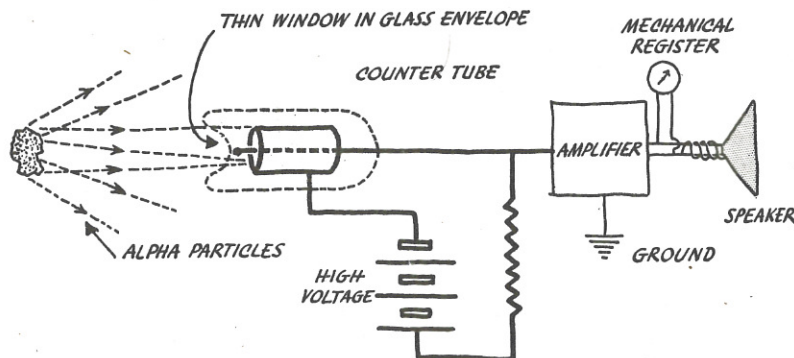 THIN WINDOW IN GLASS ENVELOPE
COUNTER TUBE
MECHANICAL
REGISTER
AMPLIFIER
SPEAKER
ALPHA PARTICLES
HIGH
VOLTAGE
GROUND